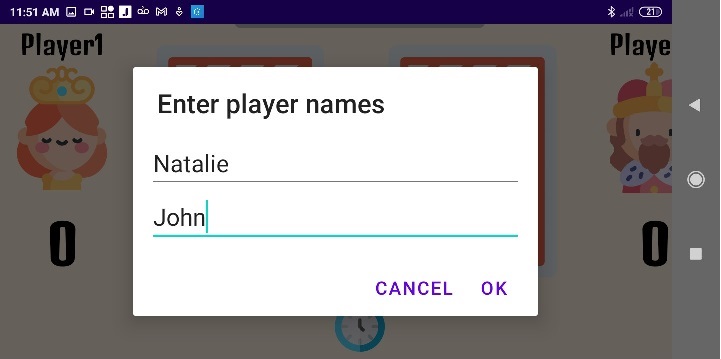 11:51 AM
21
Player1
Playe
Enter player names
Natalie
John
0
0
CANCEL
OK